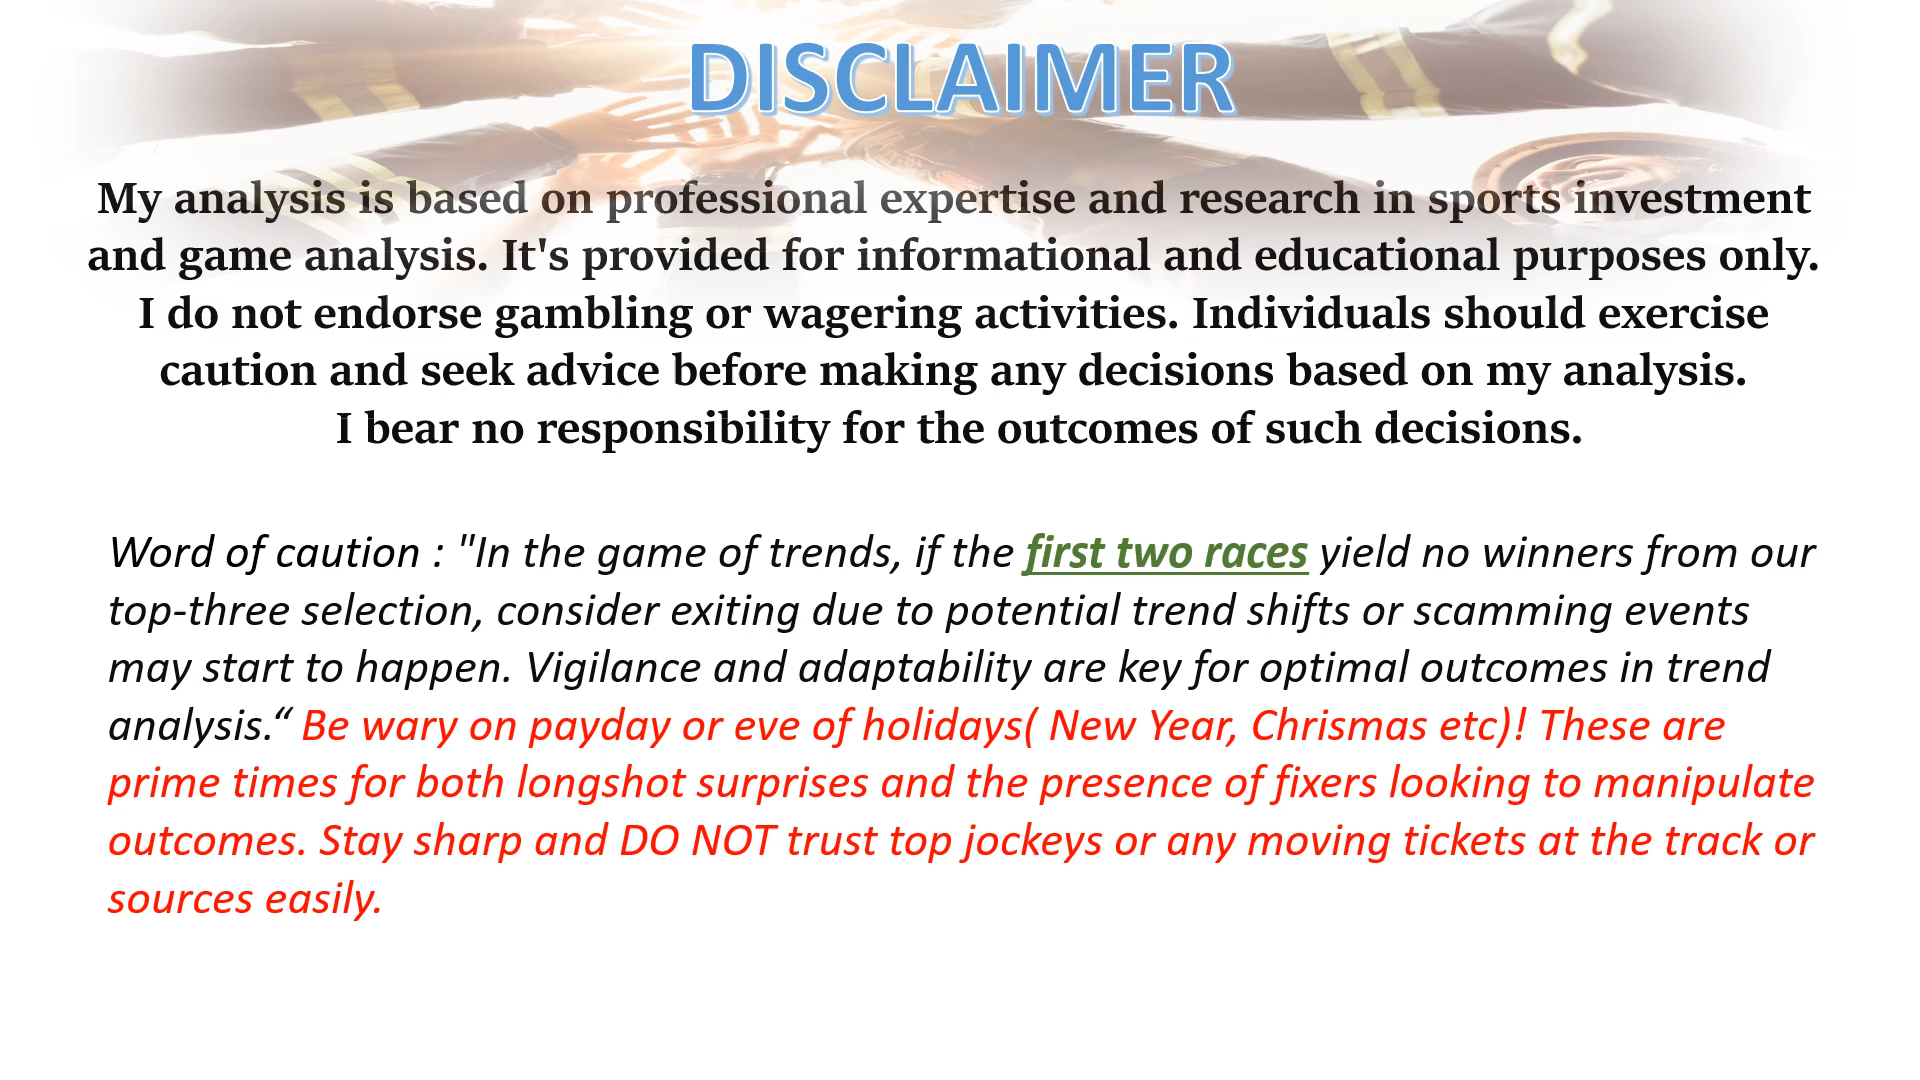 DISCLAIMER
My analysis is based on professional expertise and research in sports investment
and game analysis. It's provided for informational and educational purposes only.
I do not endorse gambling or wagering activities. Individuals should exercise
caution and seek advice before making any decisions based on my analysis.
I bear no responsibility for the outcomes of such decisions.
Word of caution : "In the game of trends, if the first two races yield no winners from our
top-three selection, consider exiting due to potential trend shifts or scamming events
may start to happen. Vigilance and adaptability are key for optimal outcomes in trend
analysis.“ Be wary on payday or eve of holidays( New Year, Chrismas etc)! These are
prime times for both longshot surprises and the presence of fixers looking to manipulate
outcomes. Stay sharp and DO NOT trust top jockeys or any moving tickets at the track or
sources easily.